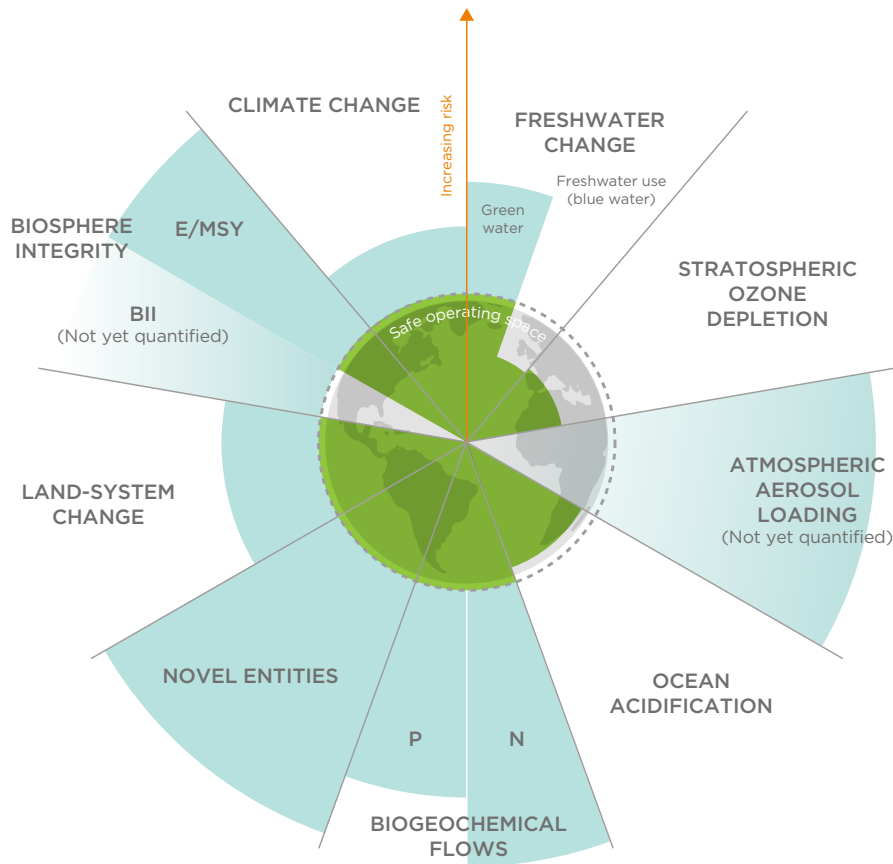 CLIMATE CHANGE
Increasing risk
FRESHWATER
CHANGE
Freshwater use
(blue water)
Green
water
BIOSPHERE
INTEGRITY
E/MSY
BII
(Not yet quantified)
STRATOSPHERIC
OZONE
DEPLETION
Safe operating space
LAND-SYSTEM
CHANGE
ATMOSPHERIC
AEROSOL
LOADING
(Not yet quantified)
NOVEL ENTITIES
OCEAN
ACIDIFICATION
P
N
BIOGEOCHEMICAL
FLOWS